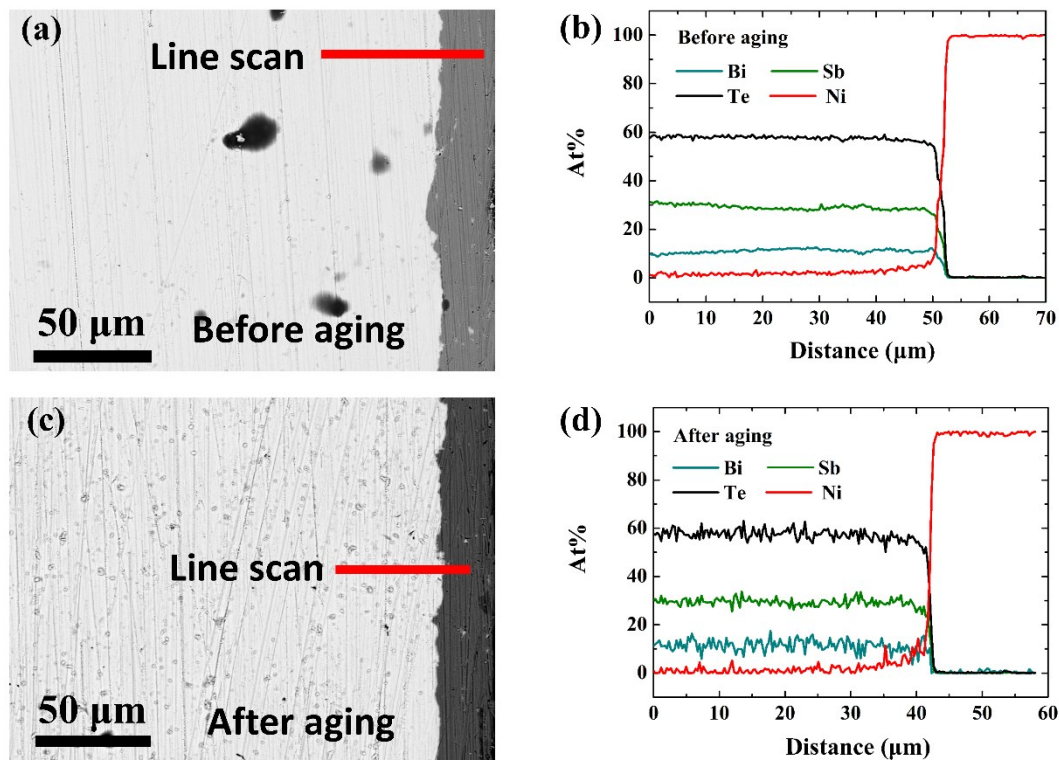 (a)
Line scan
50 μm
Before aging
(b)
Before aging
Bi Sb
Te Ni
At%
100
80
60
40
20
0
0 10 20 30 40 50 60 70
Distance (μm)
(c)
Line scan
50 μm
After aging
(d)
After aging
Bi Sb
Te Ni
At%
100
80
60
40
20
0
0 10 20 30 40 50 60
Distance (μm)